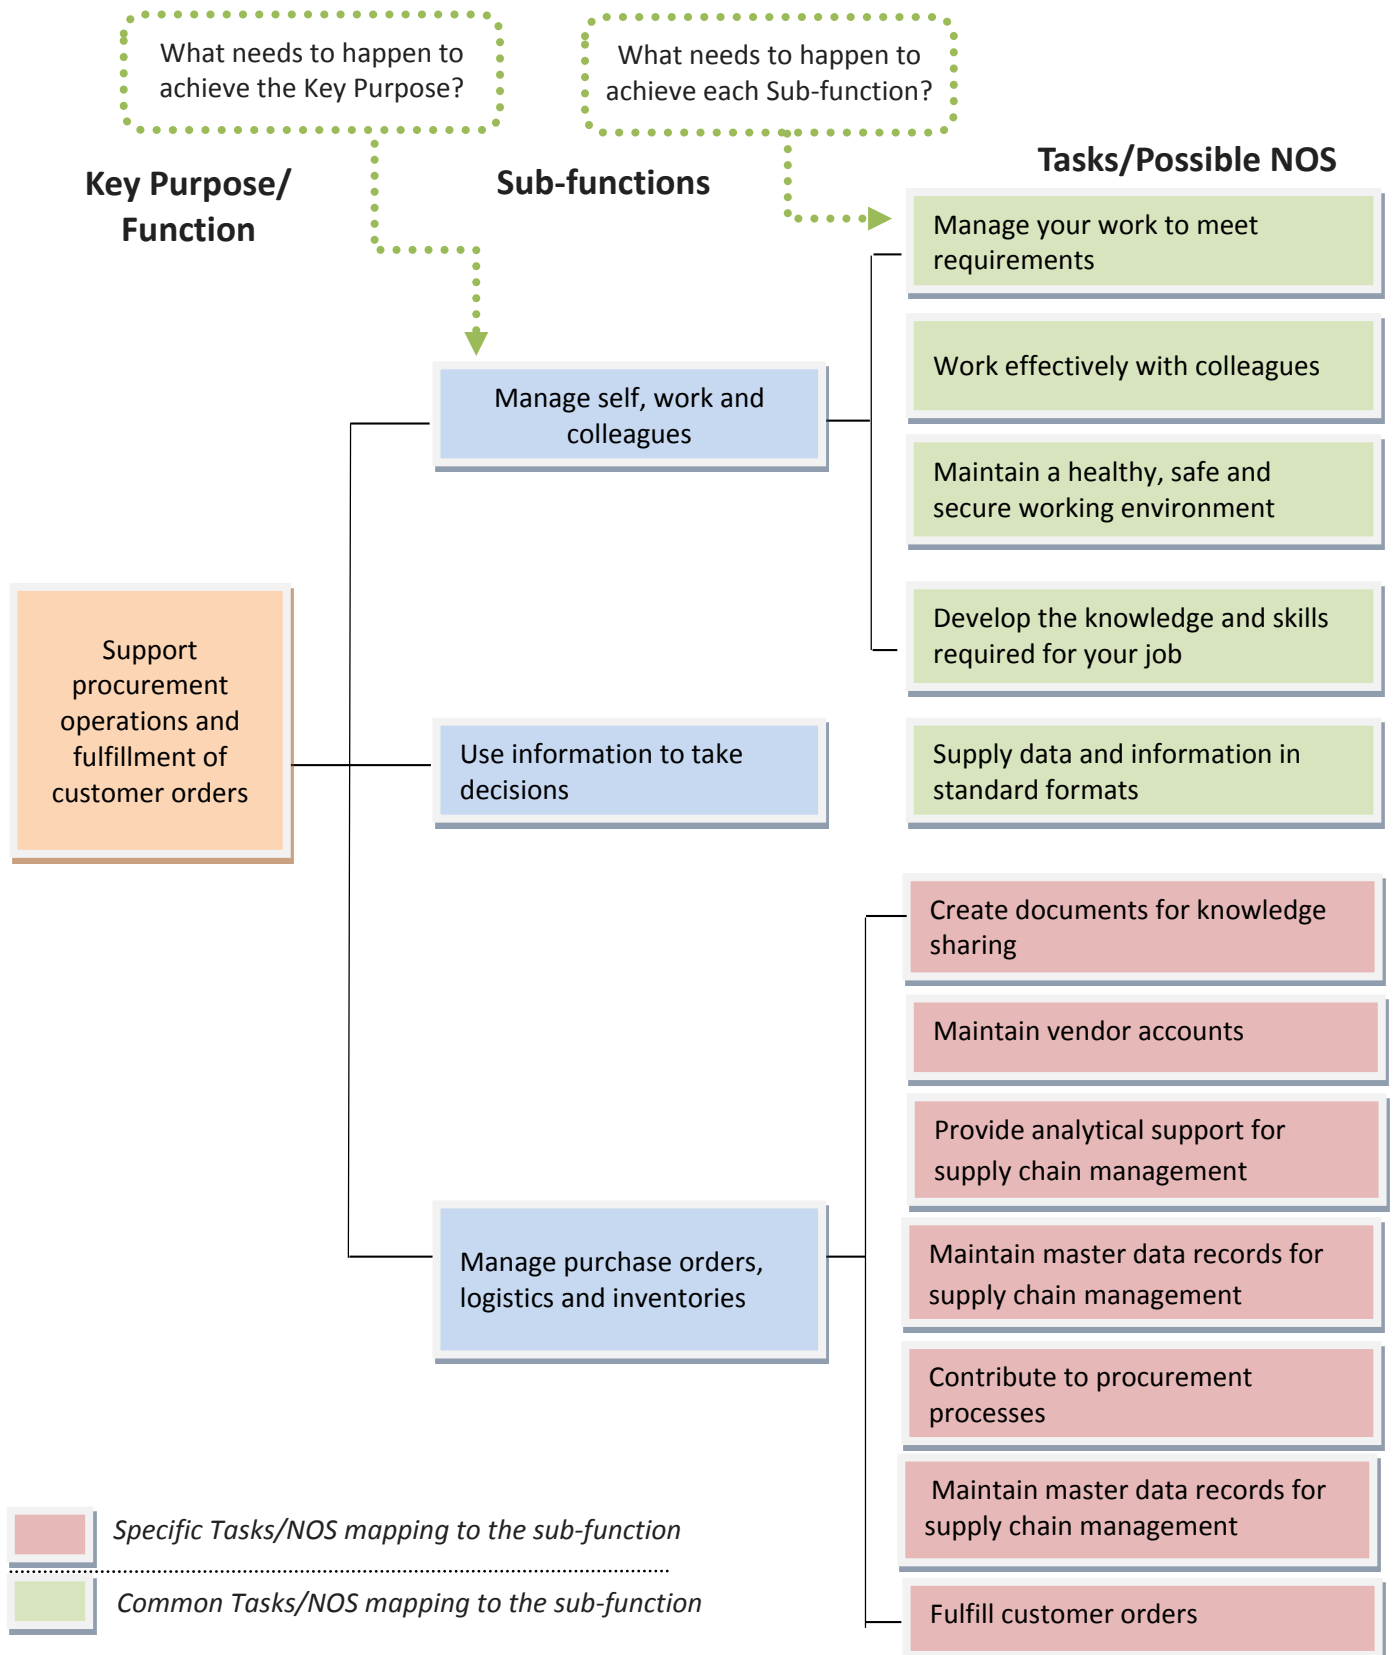 What needs to happen to
achieve the Key Purpose?
What needs to happen to
achieve each Sub-function?
Key Purpose/
Function
Sub-functions
Tasks/Possible NOS
Support
procurement
operations and
fulfillment of
customer orders
Manage self, work and
colleagues
Use information to take
decisions
Manage purchase orders,
logistics and inventories
Manage your work to meet
requirements
Work effectively with colleagues
Maintain a healthy, safe and
secure working environment
Develop the knowledge and skills
required for your job
Supply data and information in
standard formats
Create documents for knowledge
sharing
Maintain vendor accounts
Provide analytical support for
supply chain management
Maintain master data records for
supply chain management
Contribute to procurement
processes
Maintain master data records for
supply chain management
Fulfill customer orders
Specific Tasks/NOS mapping to the sub-function
Common Tasks/NOS mapping to the sub-function